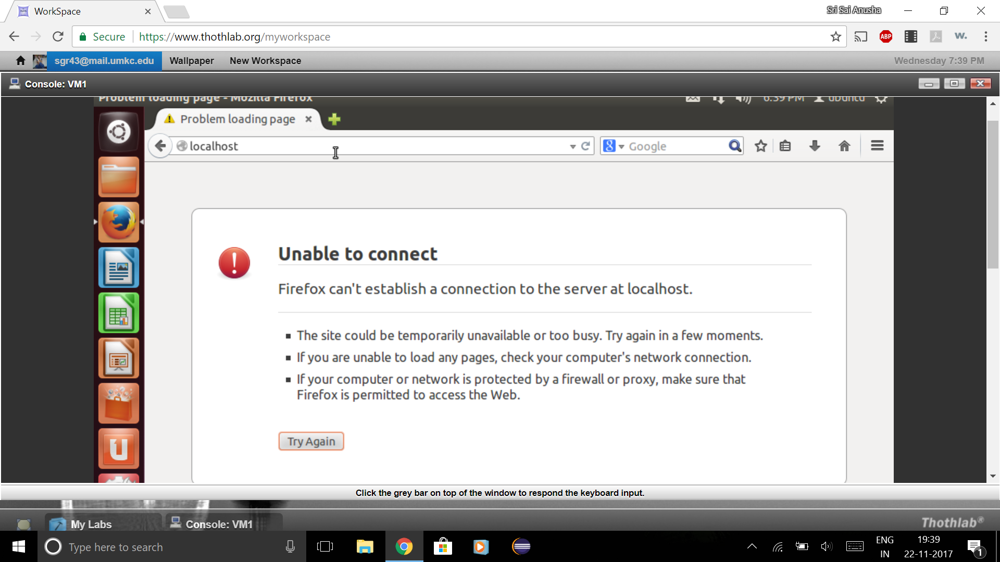 WorkSpace
Sri Sai Anusha
Secure
https://www.thothlab.org/myworkspace
ABP
W.
sgr43@mail.umkc.edu
Wallpaper
New Workspace
Wednesday 7:39 PM
Console: VM1
Problem loading page - Mozilla Firefox
6:39 PM
ubuntu
Problem loading page
localhost
8
Google
Unable to connect
Firefox can't establish a connection to the server at localhost.
The site could be temporarily unavailable or too busy. Try again in a few moments.
If you are unable to load any pages, check your computer's network connection.
If your computer or network is protected by a firewall or proxy, make sure that
Firefox is permitted to access the Web.
Try Again
Click the grey bar on top of the window to respond the keyboard input.
My Labs
Console: VM1
Thothlab®
Type here to search
ENG
IN
19:39
22-11-2017
1